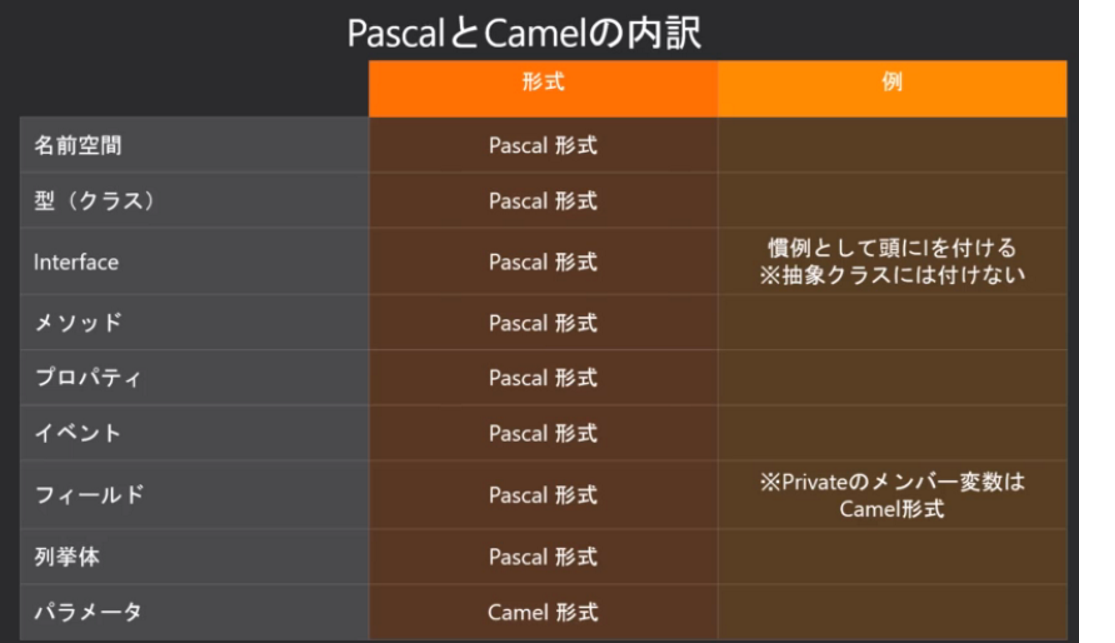 PascalとCamelの内訳
形式 例
名前空間 Pascal 形式
型（クラス） Pascal 形式
Interface Pascal 形式 慣例として頭にIを付ける
※抽象クラスには付けない
メソッド Pascal 形式
プロパティ Pascal 形式
イベント Pascal 形式
フィールド Pascal 形式 ※Privateのメンバー変数は
Camel形式
列挙体 Pascal 形式
パラメータ Camel 形式